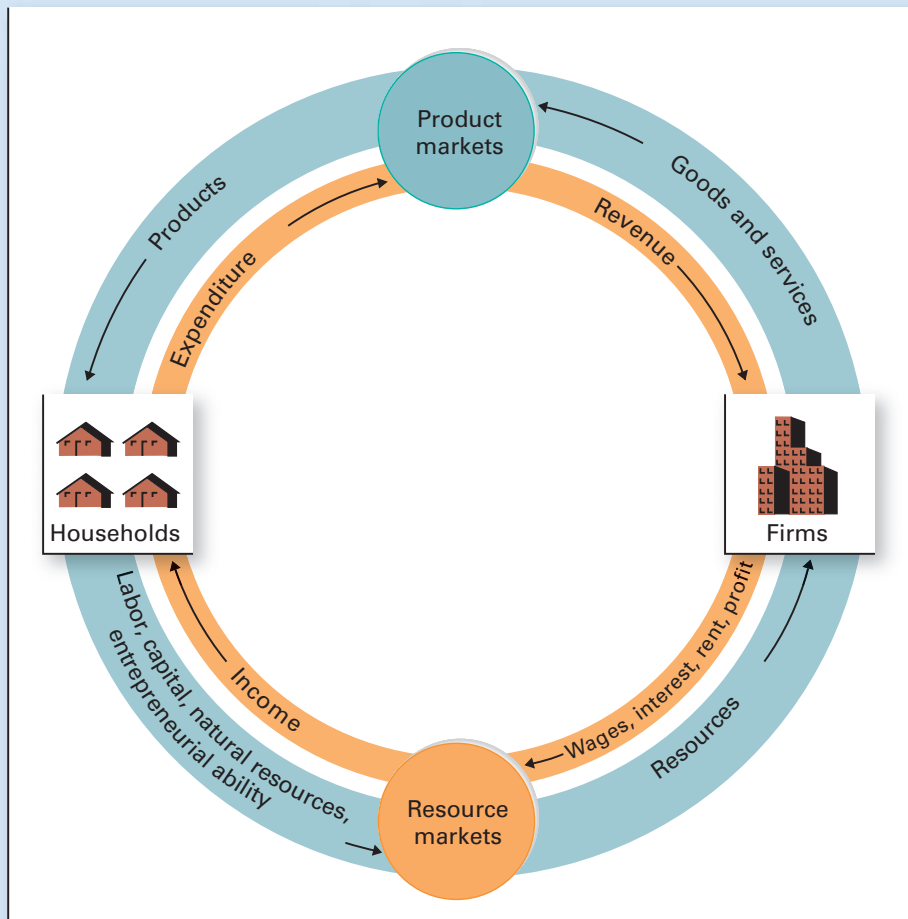 Product
markets
Goods and services
Products
Revenue
Expenditure
Households
Firms
Labor, capital, natural resources,
entrepreneurial ability
Income
Wages, interest, rent, profit
Resources
Resource
markets